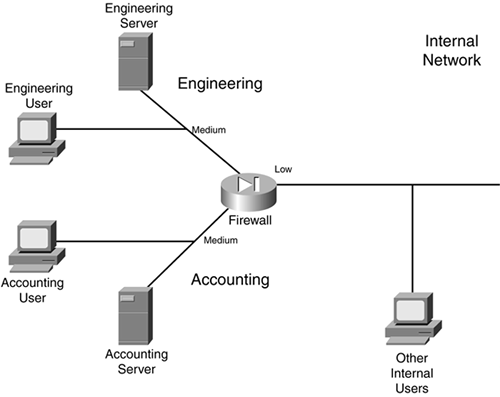 Engineering
Server
Internal
Network
Engineering
Engineering
User
Medium
Low
Firewall
Medium
Accounting
Accounting
User
Accounting
Server
Other
Internal
Users